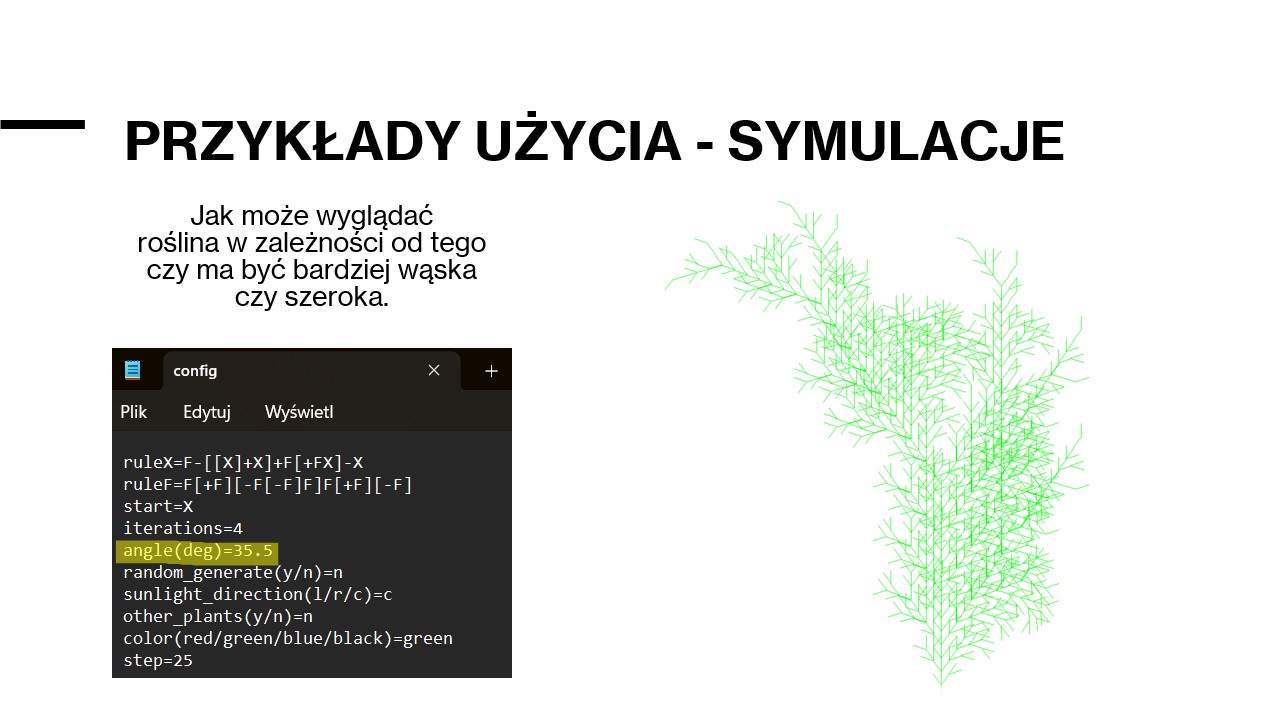 PRZYKŁADY UŻYCIA - SYMULACJE
Jak może wyglądać
roślina w zależności od tego
czy ma być bardziej wąska
czy szeroka.
config
Plik Edytuj Wyświetl
ruleX=F-[[X]+X]+F[+FX]-X
ruleF=F[+F][-F[-F]F]F[+F][-F]
start=X
iterations=4
angle(deg)=35.5
random_generate(y/n)=n
sunlight_direction(l/r/c)=c
other_plants(y/n)=n
color(red/green/blue/black)=green
step=25